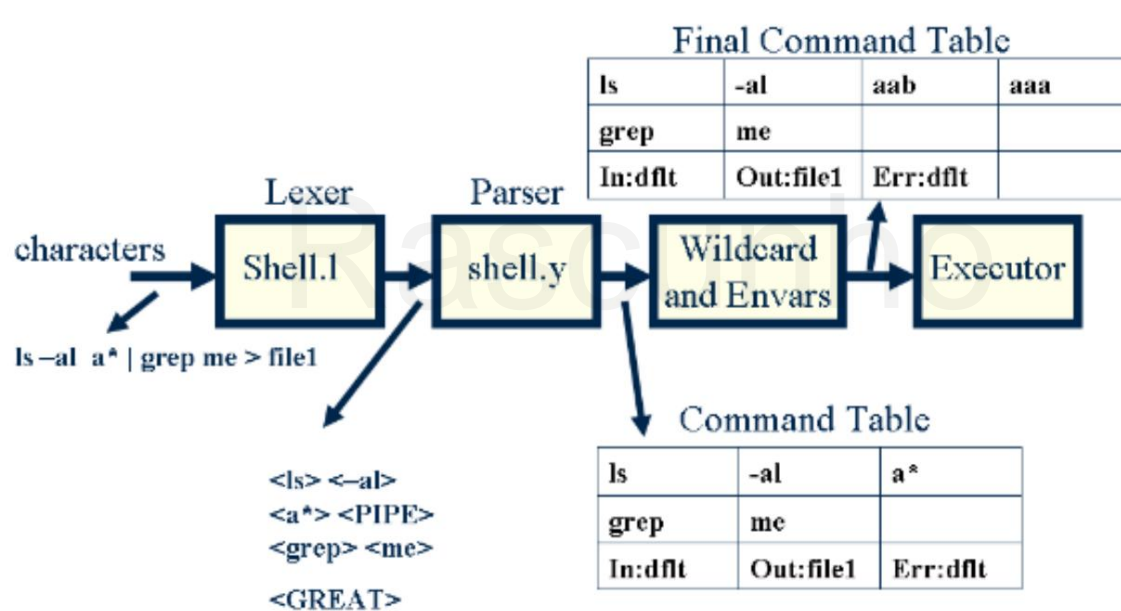 Final Command Table
ls -al aab aaa
grep me
In:dflt Out:file1 Err:dflt
Lexer Parser
characters
Shell.l shell.y Wildcard and Envars Executor
Rascunho
ls –al a* | grep me > file1
Command Table
ls -al a*
grep me
In:dflt Out:file1 Err:dflt
<ls> <–al>
<a*> <PIPE>
<grep> <me>
<GREAT>